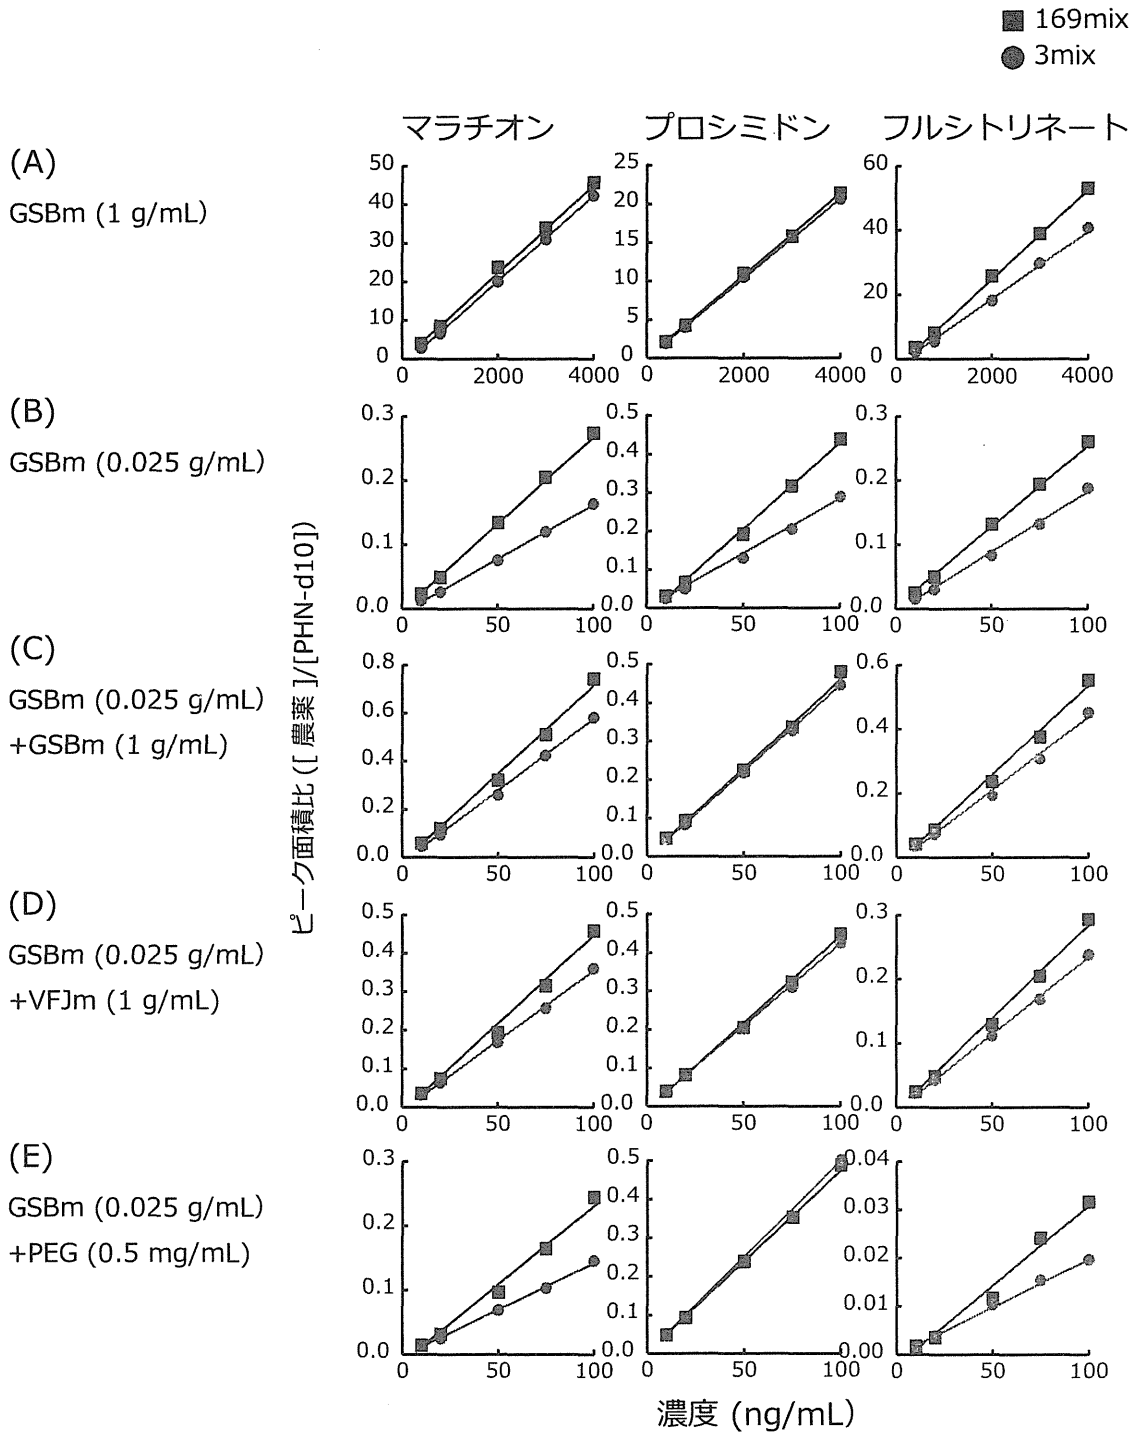 169mix
3mix
マラチオン プロシミドン フルシトリネート
(A)
GSBm (1 g/mL)
50 40 30 20 10 0
0 2000 4000
25 20 15 10 5 0
0 2000 4000
60 40 20 0
0 2000 4000
(B)
GSBm (0.025 g/mL)
0.3 0.2 0.1 0.0
0 50 100
0.5 0.4 0.3 0.2 0.1 0.0
0 50 100
0.3 0.2 0.1 0.0
0 50 100
(C)
GSBm (0.025 g/mL)
+GSBm (1 g/mL)
0.8 0.6 0.4 0.2 0.0
0 50 100
0.5 0.4 0.3 0.2 0.1 0.0
0 50 100
0.6 0.4 0.2 0.0
0 50 100
(D)
GSBm (0.025 g/mL)
+VFJm (1 g/mL)
0.5 0.4 0.3 0.2 0.1 0.0
0 50 100
0.5 0.4 0.3 0.2 0.1 0.0
0 50 100
0.3 0.2 0.1 0.0
0 50 100
(E)
GSBm (0.025 g/mL)
+PEG (0.5 mg/mL)
0.3 0.2 0.1 0.0
0 50 100
0.5 0.4 0.3 0.2 0.1 0.0
0 50 100
0.04 0.03 0.02 0.01 0.00
0 50 100
ピーク面積比 ([ 農薬 ]/[PHN-d10])
濃度 (ng/mL)